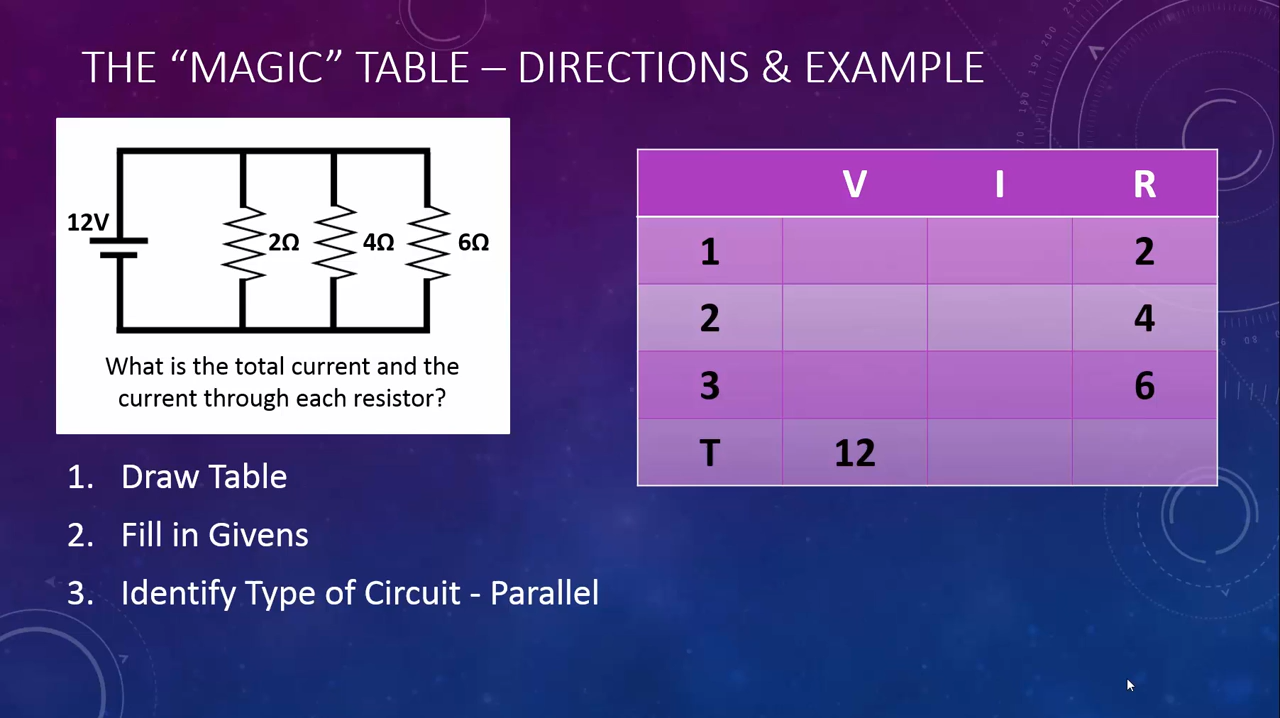 THE “MAGIC” TABLE – DIRECTIONS & EXAMPLE
12V
2Ω
4Ω
6Ω
What is the total current and the
current through each resistor?
V I R
1 2
2 4
3 6
T 12
1. Draw Table
2. Fill in Givens
3. Identify Type of Circuit - Parallel